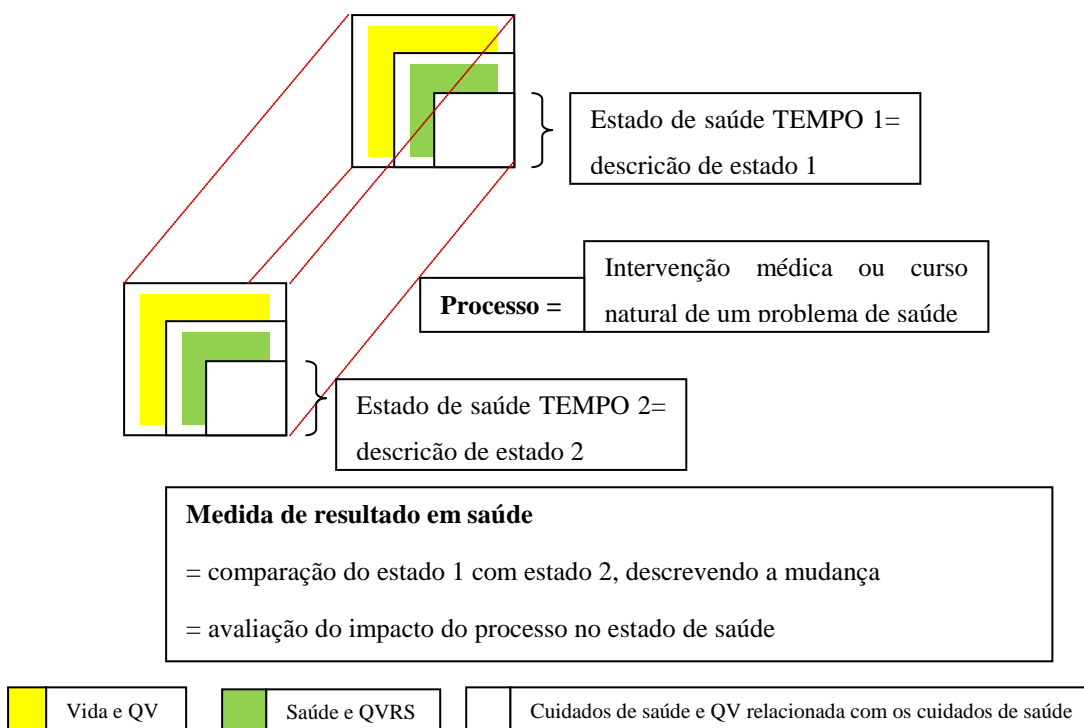 Estado de saúde TEMPO 1=
descricão de estado 1
Processo =
Intervenção médica ou curso
natural de um problema de saúde
Estado de saúde TEMPO 2=
descricão de estado 2
Medida de resultado em saúde
= comparação do estado 1 com estado 2, descrevendo a mudança
= avaliação do impacto do processo no estado de saúde
Vida e QV
Saúde e QVRS
Cuidados de saúde e QV relacionada com os cuidados de saúde